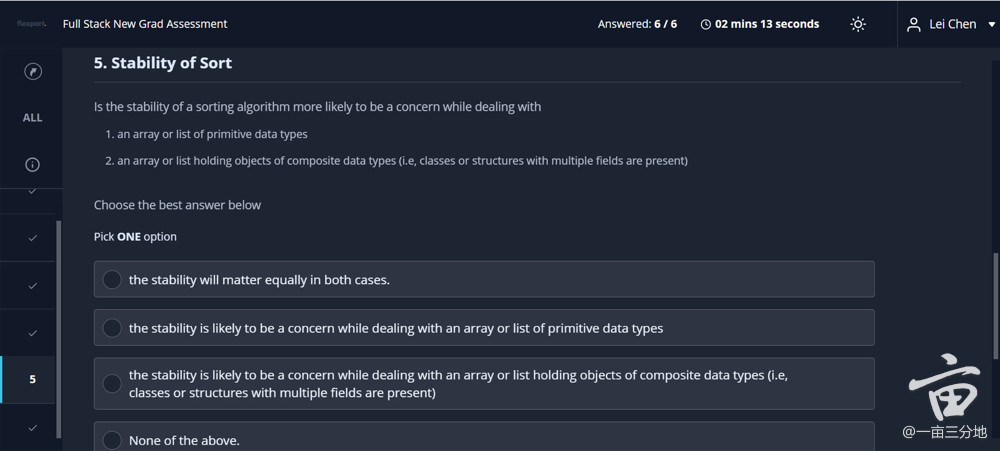 flexport.
Full Stack New Grad Assessment
Answered: 6 / 6
02 mins 13 seconds
Lei Chen
ALL
5
5. Stability of Sort
Is the stability of a sorting algorithm more likely to be a concern while dealing with
1. an array or list of primitive data types
2. an array or list holding objects of composite data types (i.e, classes or structures with multiple fields are present)
Choose the best answer below
Pick ONE option
the stability will matter equally in both cases.
the stability is likely to be a concern while dealing with an array or list of primitive data types
the stability is likely to be a concern while dealing with an array or list holding objects of composite data types (i.e,
classes or structures with multiple fields are present)
None of the above.
亩
@一亩三分地